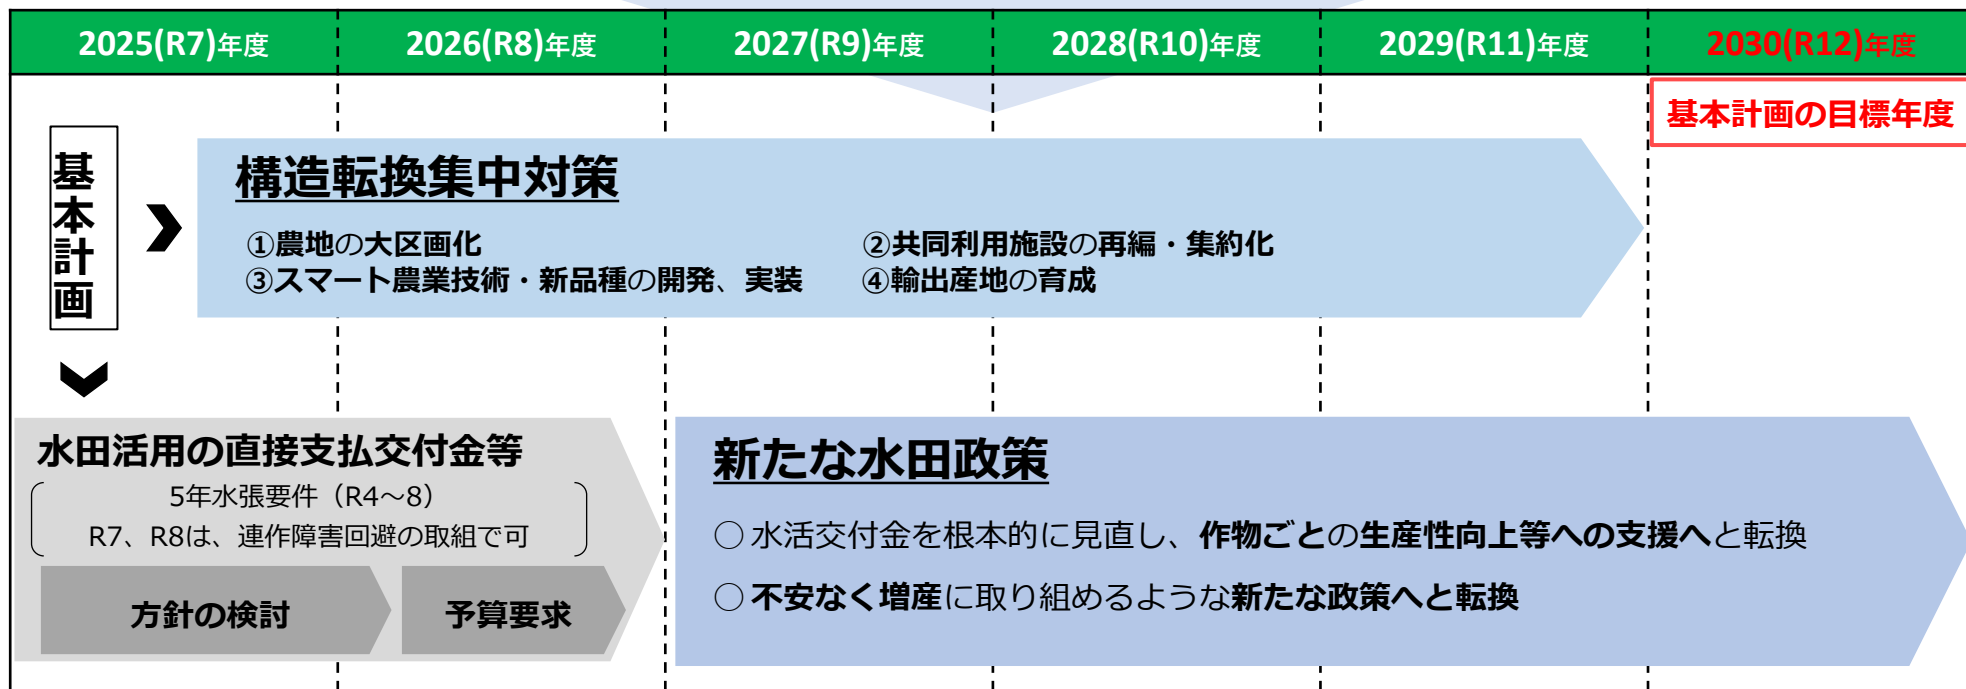 2025(R7)年度 2026(R8)年度 2027(R9)年度 2028(R10)年度 2029(R11)年度 2030(R12)年度
基本計画の目標年度
基本計画
構造転換集中対策
①農地の大区画化 ②共同利用施設の再編・集約化
③スマート農業技術・新品種の開発、実装 ④輸出産地の育成
水田活用の直接支払交付金等
5年水張要件（R4～8）
R7、R8は、連作障害回避の取組で可
方針の検討 予算要求
新たな水田政策
○ 水活交付金を根本的に見直し、作物ごとの生産性向上等への支援へと転換
○ 不安なく増産に取り組めるような新たな政策へと転換